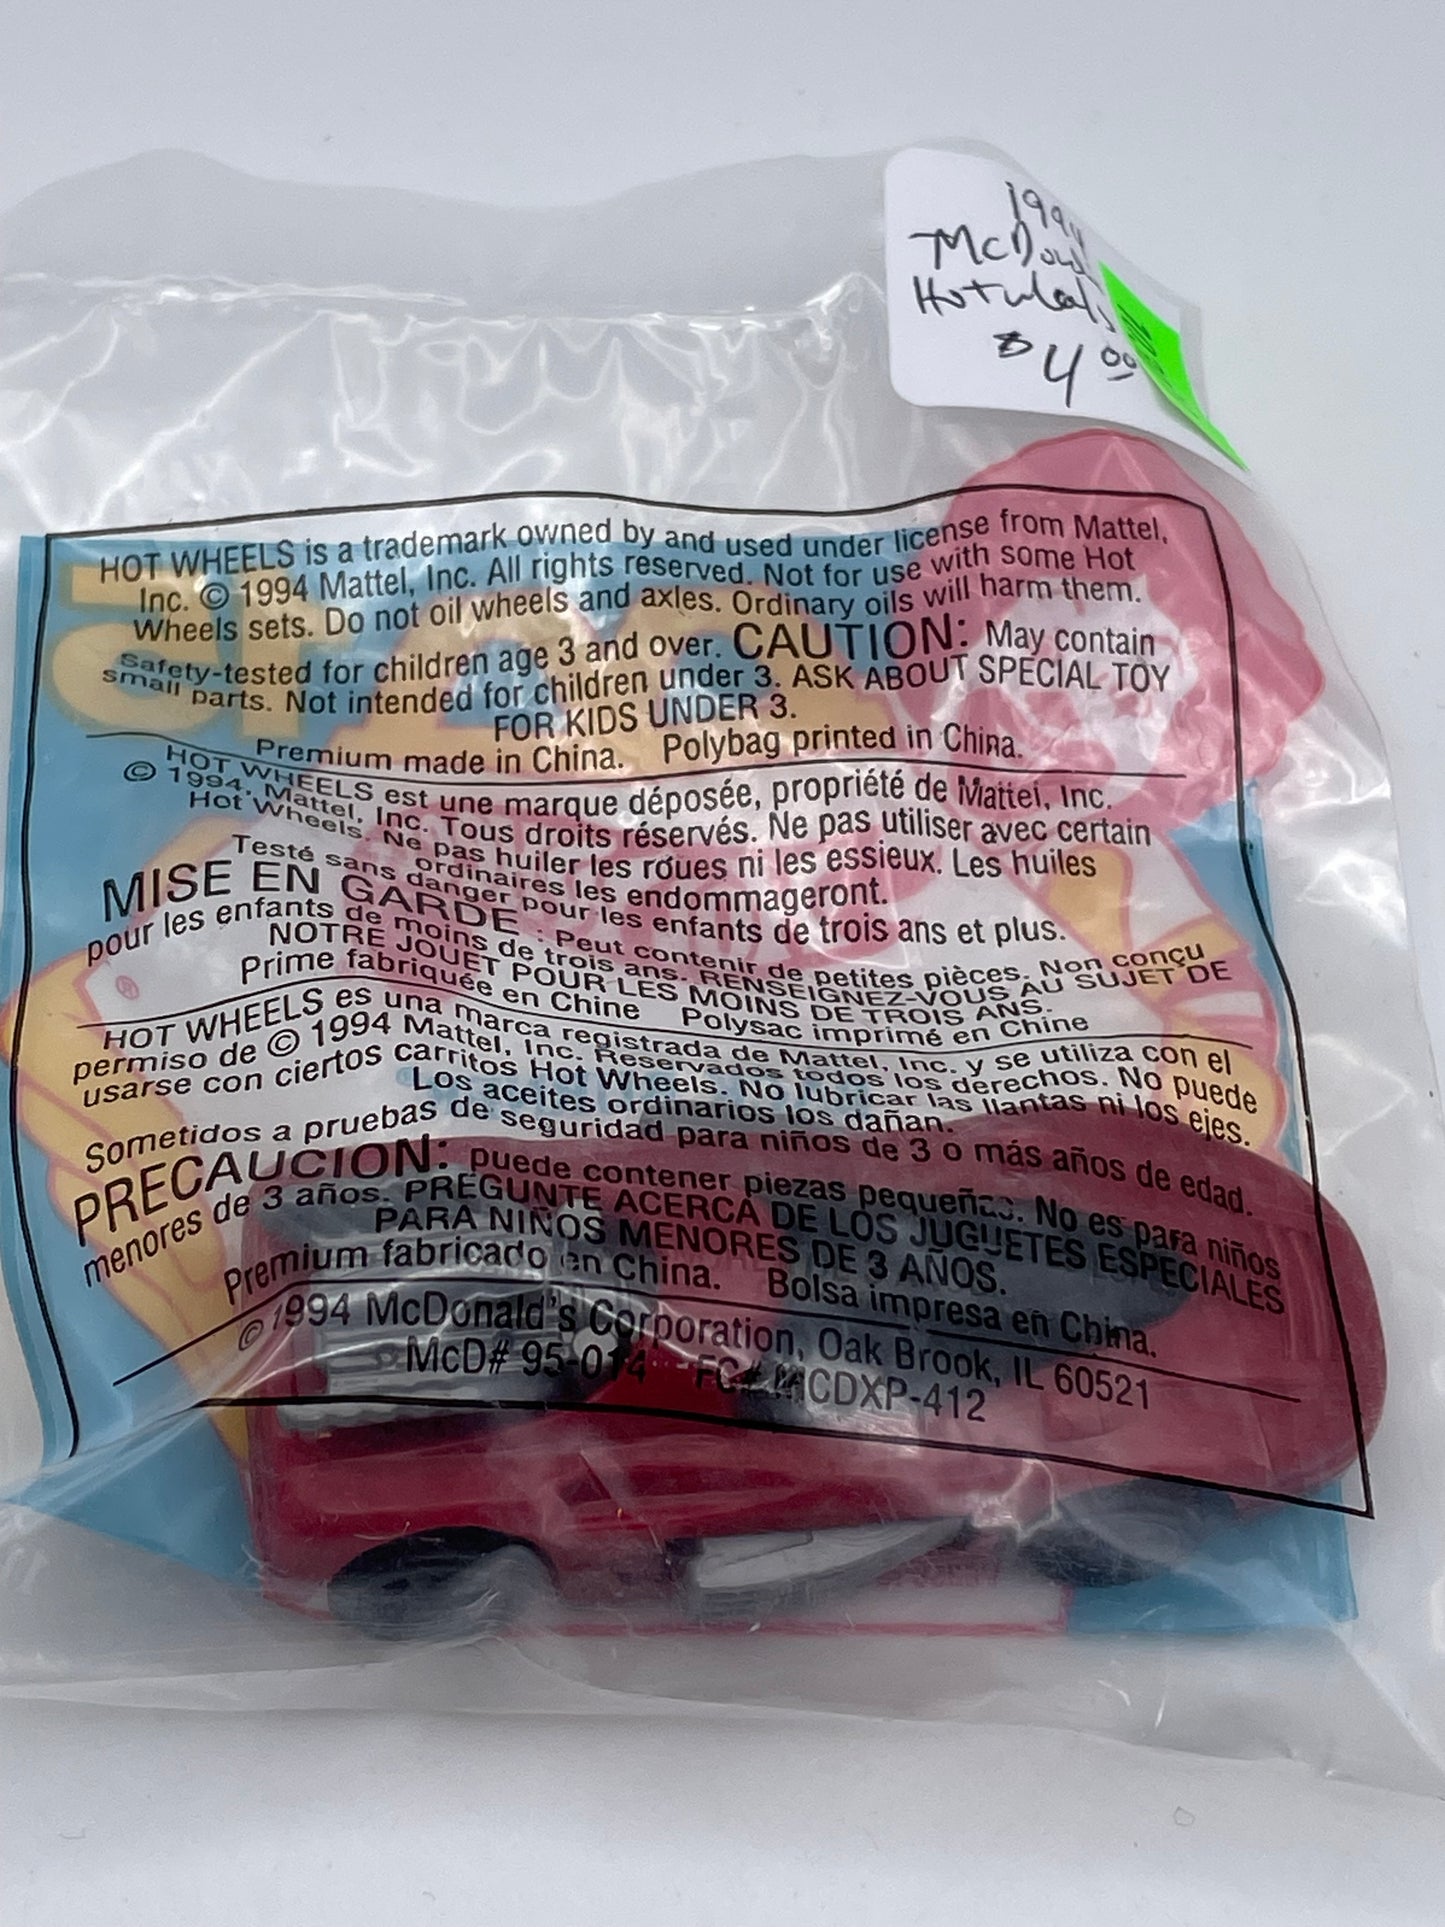 1994
McDonald
Hotwheels
$4.00
HOT WHEELS is a trademark owned by and used under license from Mattel,
Inc. © 1994 Mattel, Inc. All rights reserved. Not for use with some Hot
Wheels sets. Do not oil wheels and axles. Ordinary oils will harm them.
Safety-tested for children age 3 and over. CAUTION: May contain
small parts. Not intended for children under 3. ASK ABOUT SPECIAL TOY
FOR KIDS UNDER 3.
Premium made in China. Polybag printed in China.
HOT WHEELS est une marque déposée, propriété de Mattel, Inc.
© 1994, Mattel, Inc. Tous droits réservés. Ne pas utiliser avec certain
Hot Wheels. Ne pas huiler les roues ni les essieux. Les huiles
ordinaires les endommageront.
Testé sans danger pour les enfants de trois ans et plus.
MISE EN GARDE : Peut contenir de petites pièces. Non conçu
pour les enfants de moins de trois ans. RENSEIGNEZ-VOUS AU SUJET DE
NOTRE JOUET POUR LES MOINS DE TROIS ANS.
Prime fabriquée en Chine Polysac imprimé en Chine
HOT WHEELS es una marca registrada de Mattel, Inc. y se utiliza con el
permiso de © 1994 Mattel, Inc. Reservados todos los derechos. No puede
usarse con ciertos carritos Hot Wheels. No lubricar las llantas ni los ejes.
Los aceites ordinarios los dañan.
Sometidos a pruebas de seguridad para niños de 3 o más años de edad.
PRECAUCION: puede contener piezas pequeñas. No es para niños
menores de 3 años. PREGUNTE ACERCA DE LOS JUGUETES ESPECIALES
PARA NIÑOS MENORES DE 3 AÑOS.
Premium fabricado en China. Bolsa impresa en China.
© 1994 McDonald's Corporation, Oak Brook, IL 60521
McD# 95-014 FC# MCDXP-412